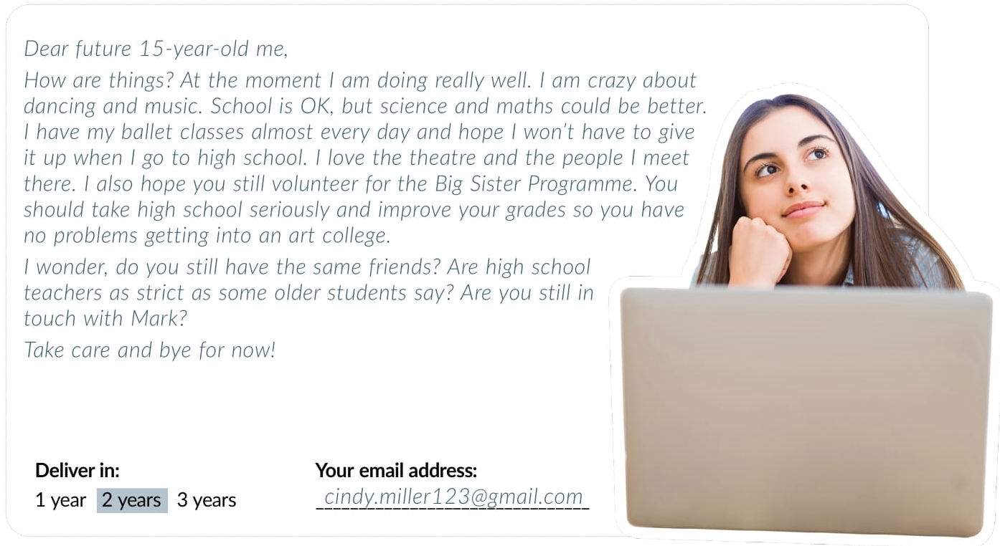 Dear future 15-year-old me,
How are things? At the moment I am doing really well. I am crazy about
dancing and music. School is OK, but science and maths could be better.
I have my ballet classes almost every day and hope I won't have to give
it up when I go to high school. I love the theatre and the people I meet
there. I also hope you still volunteer for the Big Sister Programme. You
should take high school seriously and improve your grades so you have
no problems getting into an art college.
I wonder, do you still have the same friends? Are high school
teachers as strict as some older students say? Are you still in
touch with Mark?
Take care and bye for now!
Deliver in:
1 year 2 years 3 years
Your email address:
cindy.miller123@gmail.com